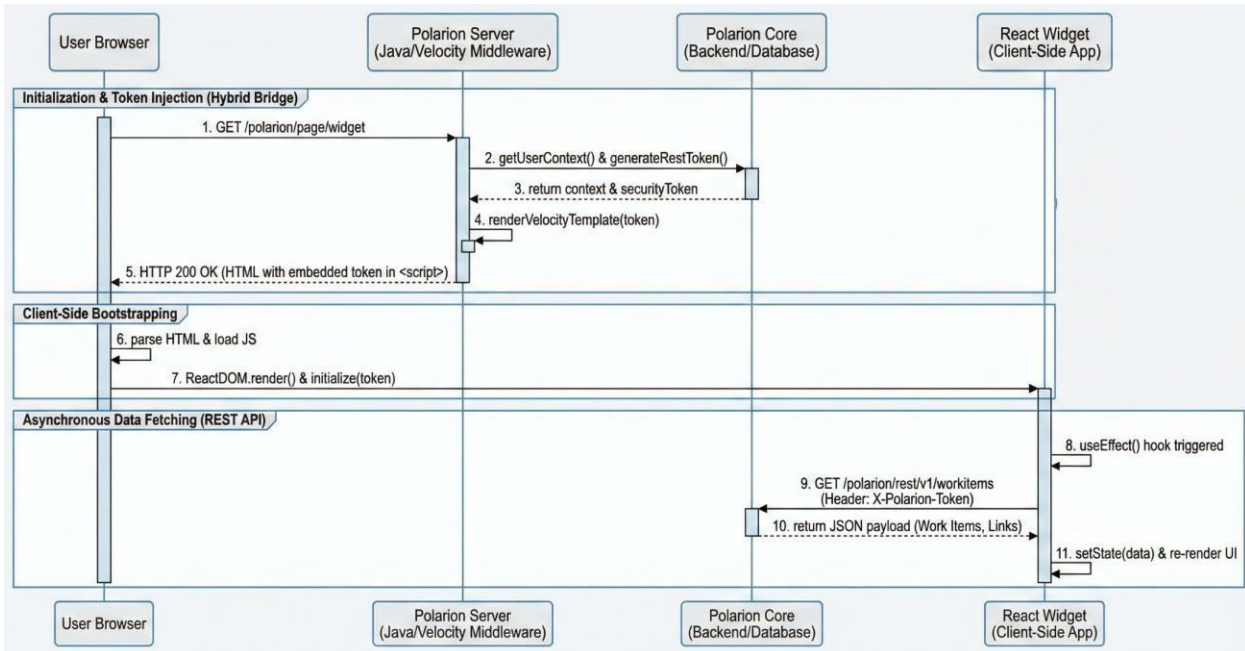 User Browser
Polarion Server
(Java/Velocity Middleware)
Polarion Core
(Backend/Database)
React Widget
(Client-Side App)
Initialization & Token Injection (Hybrid Bridge)
1. GET /polarion/page/widget
2. getUserContext() & generateRestToken()
3. return context & securityToken
4. renderVelocityTemplate(token)
5. HTTP 200 OK (HTML with embedded token in <script>)
Client-Side Bootstrapping
6. parse HTML & load JS
7. ReactDOM.render() & initialize(token)
Asynchronous Data Fetching (REST API)
8. useEffect() hook triggered
9. GET /polarion/rest/v1/workitems
(Header: X-Polarion-Token)
10. return JSON payload (Work Items, Links)
11. setState(data) & re-render UI
User Browser
Polarion Server
(Java/Velocity Middleware)
Polarion Core
(Backend/Database)
React Widget
(Client-Side App)